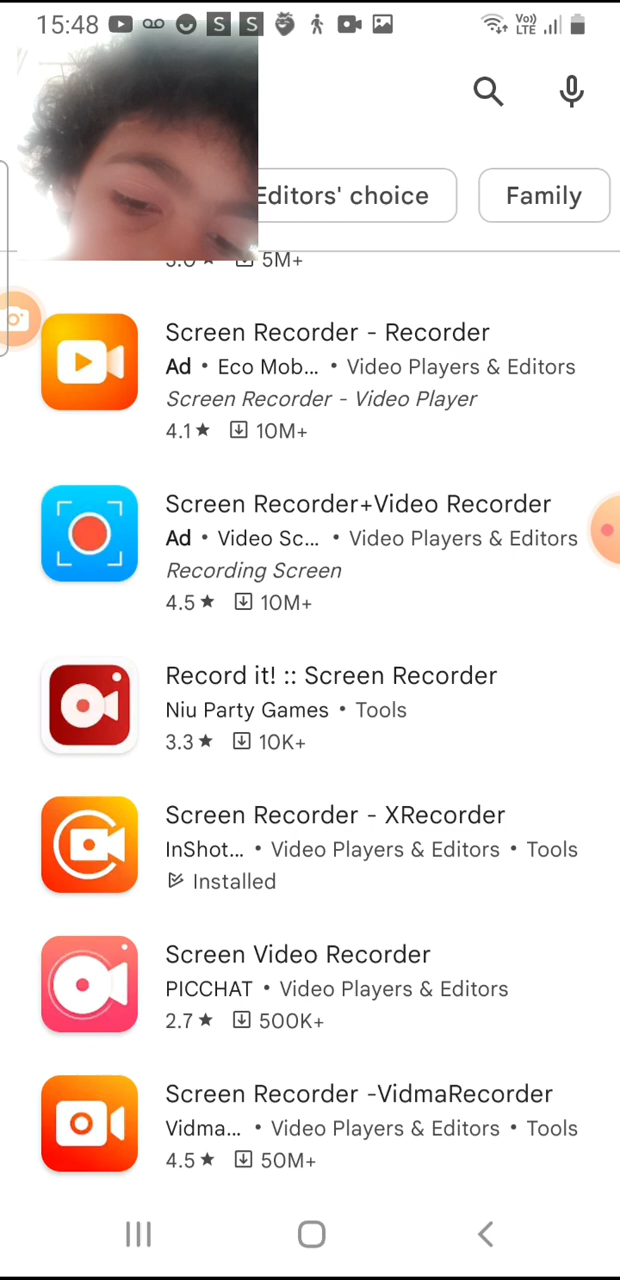 15:48 S S Vo)) LTE
Editors' choice Family
3.0 ★ 5M+
Screen Recorder - Recorder
Ad • Eco Mob... • Video Players & Editors
Screen Recorder - Video Player
4.1 ★ 10M+
Screen Recorder+Video Recorder
Ad • Video Sc... • Video Players & Editors
Recording Screen
4.5 ★ 10M+
Record it! :: Screen Recorder
Niu Party Games • Tools
3.3 ★ 10K+
Screen Recorder - XRecorder
InShot... • Video Players & Editors • Tools
Installed
Screen Video Recorder
PICCHAT • Video Players & Editors
2.7 ★ 500K+
Screen Recorder -VidmaRecorder
Vidma... • Video Players & Editors • Tools
4.5 ★ 50M+